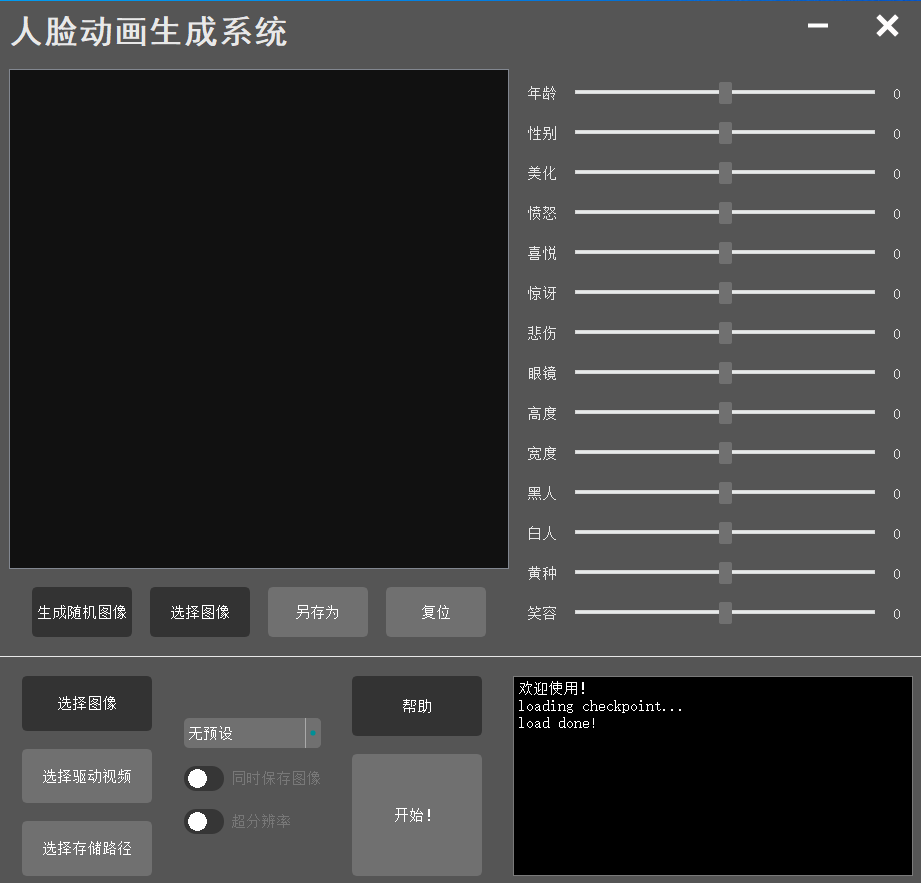 人脸动画生成系统
年龄 0
性别 0
美化 0
愤怒 0
喜悦 0
惊讶 0
悲伤 0
眼镜 0
高度 0
宽度 0
黑人 0
白人 0
黄种 0
笑容 0
生成随机图像 选择图像 另存为 复位
选择图像
选择驱动视频
选择存储路径
无预设
同时保存图像
超分辨率
帮助
开始!
欢迎使用!
loading checkpoint...
load done!